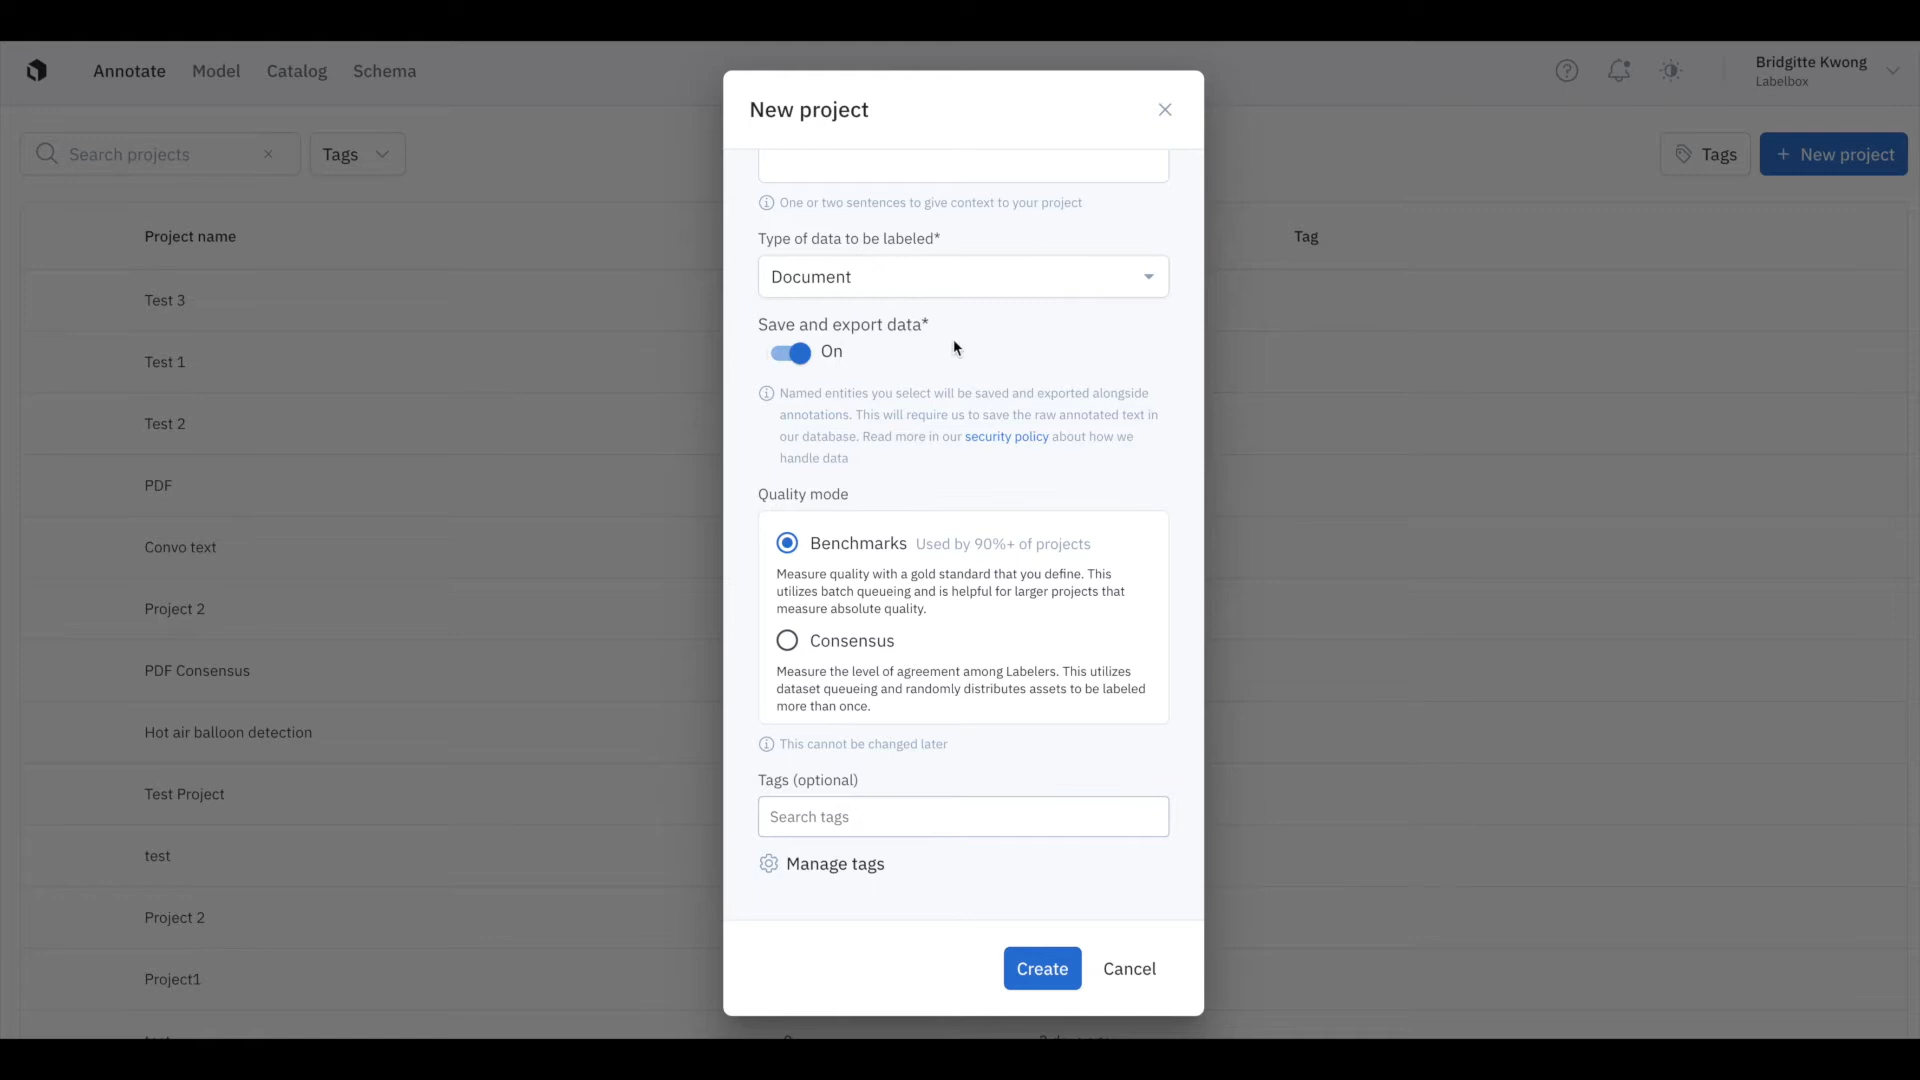 Annotate Model Catalog Schema
Bridgitte Kwong
Labelbox
Search projects
Tags
Tags
+ New project
Project name
Tag
Test 3
Test 1
Test 2
PDF
Convo text
Project 2
PDF Consensus
Hot air balloon detection
Test Project
test
Project 2
Project1
New project
One or two sentences to give context to your project
Type of data to be labeled*
Document
Save and export data*
On
Named entities you select will be saved and exported alongside
annotations. This will require us to save the raw annotated text in
our database. Read more in our security policy about how we
handle data
Quality mode
Benchmarks Used by 90%+ of projects
Measure quality with a gold standard that you define. This
utilizes batch queueing and is helpful for larger projects that
measure absolute quality.
Consensus
Measure the level of agreement among Labelers. This utilizes
dataset queueing and randomly distributes assets to be labeled
more than once.
This cannot be changed later
Tags (optional)
Search tags
Manage tags
Create Cancel